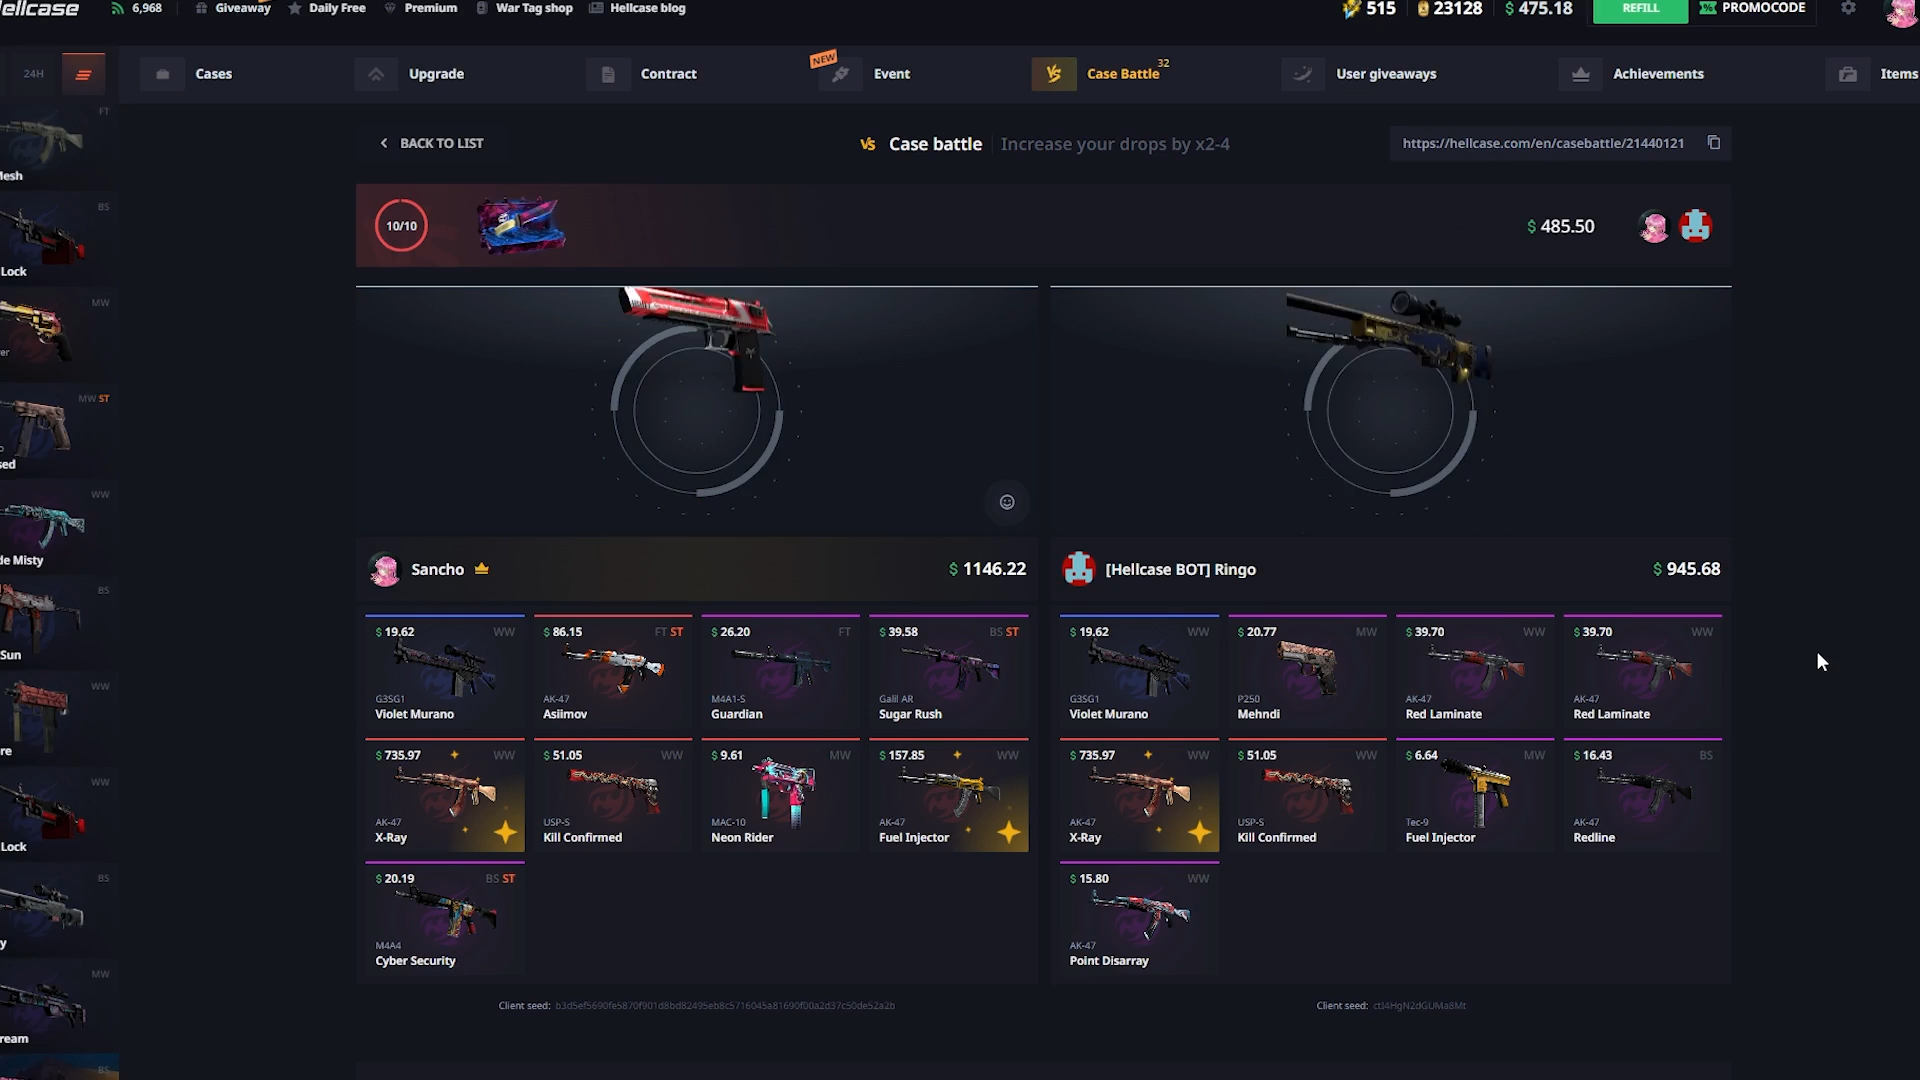 ellcase
6,968
Giveaway
Daily Free
Premium
War Tag shop
Hellcase blog
515
23128
$ 475.18
REFILL
PROMOCODE
24H
Cases
Upgrade
Contract
NEW
Event
VS
Case Battle 32
User giveaways
Achievements
Items
BACK TO LIST
VS Case battle
Increase your drops by x2-4
https://hellcase.com/en/casebattle/21440121
10/10
$ 485.50
FT
Mesh
BS
Lock
MW
er
MW ST
sed
WW
de Misty
BS
Sun
WW
re
WW
Lock
BS
y
MW
ream
BS
Sancho
$ 1146.22
$ 19.62 WW
G3SG1
Violet Murano
$ 86.15 FT ST
AK-47
Asiimov
$ 26.20 FT
M4A1-S
Guardian
$ 39.58 BS ST
Galil AR
Sugar Rush
$ 735.97 WW
AK-47
X-Ray
$ 51.05 WW
USP-S
Kill Confirmed
$ 9.61 MW
MAC-10
Neon Rider
$ 157.85 WW
AK-47
Fuel Injector
$ 20.19 BS ST
M4A4
Cyber Security
Client seed: b3d5ef5690fe5870f901d8bd82495eb8c5716045a81690f00a2d37c50de52a2b
[Hellcase BOT] Ringo
$ 945.68
$ 19.62 WW
G3SG1
Violet Murano
$ 20.77 MW
P250
Mehndi
$ 39.70 WW
AK-47
Red Laminate
$ 39.70 WW
AK-47
Red Laminate
$ 735.97 WW
AK-47
X-Ray
$ 51.05 WW
USP-S
Kill Confirmed
$ 6.64 MW
Tec-9
Fuel Injector
$ 16.43 BS
AK-47
Redline
$ 15.80 WW
AK-47
Point Disarray
Client seed: ctI4HgN2dGUMa8Mt